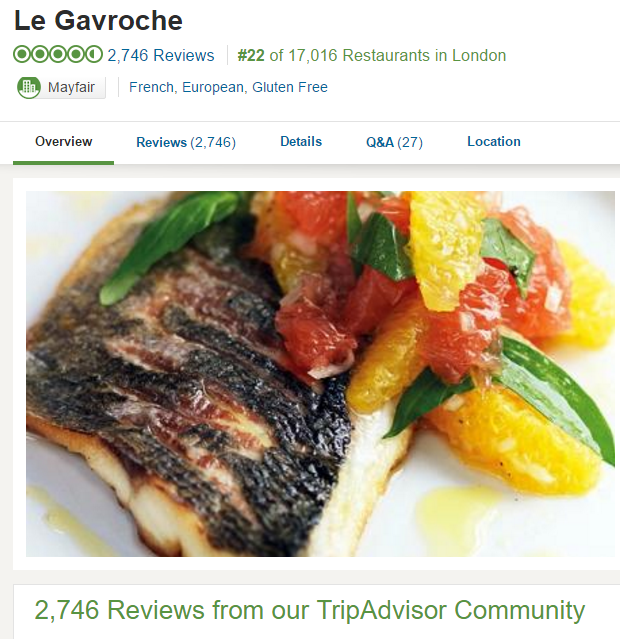 Le Gavroche
2,746 Reviews #22 of 17,016 Restaurants in London
Mayfair French, European, Gluten Free
Overview Reviews (2,746) Details Q&A (27) Location
2,746 Reviews from our TripAdvisor Community